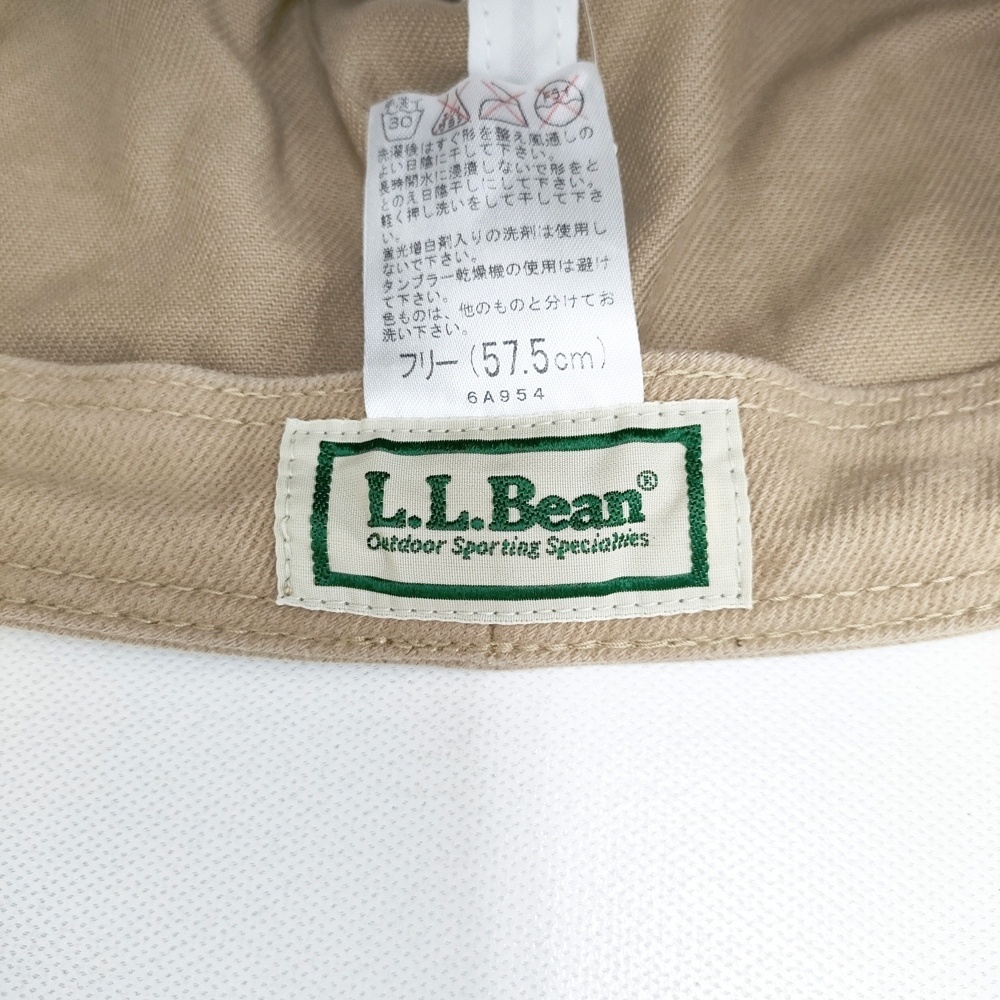 手洗イ
30
ドライ
洗濯後はすぐ形を整え風通しの
よい日陰に干して下さい。
長時間水に浸漬しないで形をと
とのえ日陰干しにして下さい。
軽く押し洗いをして干して下さ
い。
蛍光増白剤入りの洗剤は使用し
ないで下さい。
タンブラー乾燥機の使用は避け
て下さい。
色ものは、他のものと分けてお
洗い下さい。
フリー(57.5cm)
6A954
L.L.Bean®
Outdoor Sporting Specialties